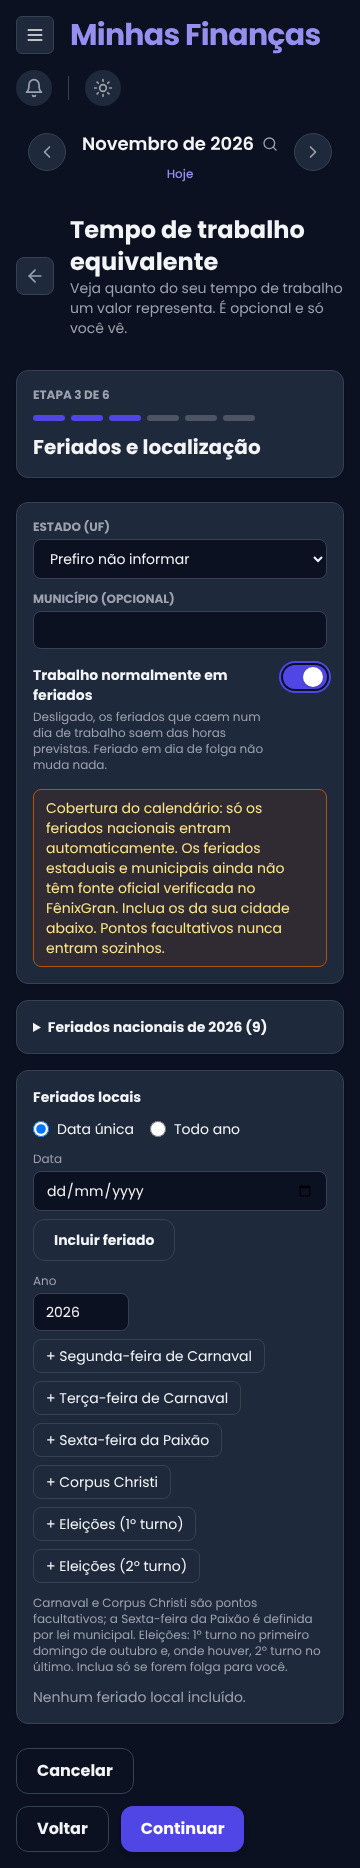 Minhas Finanças
Novembro de 2026
Hoje
Tempo de trabalho
equivalente
Veja quanto do seu tempo de trabalho
um valor representa. É opcional e só
você vê.
ETAPA 3 DE 6
Feriados e localização
ESTADO (UF)
Prefiro não informar
MUNICÍPIO (OPCIONAL)
Trabalho normalmente em
feriados
Desligado, os feriados que caem num
dia de trabalho saem das horas
previstas. Feriado em dia de folga não
muda nada.
Cobertura do calendário: só os
feriados nacionais entram
automaticamente. Os feriados
estaduais e municipais ainda não
têm fonte oficial verificada no
FênixGran. Inclua os da sua cidade
abaixo. Pontos facultativos nunca
entram sozinhos.
Feriados nacionais de 2026 (9)
Feriados locais
Data única Todo ano
Data
dd/mm/yyyy
Incluir feriado
Ano
2026
+ Segunda-feira de Carnaval
+ Terça-feira de Carnaval
+ Sexta-feira da Paixão
+ Corpus Christi
+ Eleições (1º turno)
+ Eleições (2º turno)
Carnaval e Corpus Christi são pontos
facultativos; a Sexta-feira da Paixão é definida
por lei municipal. Eleições: 1º turno no primeiro
domingo de outubro e, onde houver, 2º turno no
último. Inclua só se forem folga para você.
Nenhum feriado local incluído.
Cancelar
Voltar Continuar